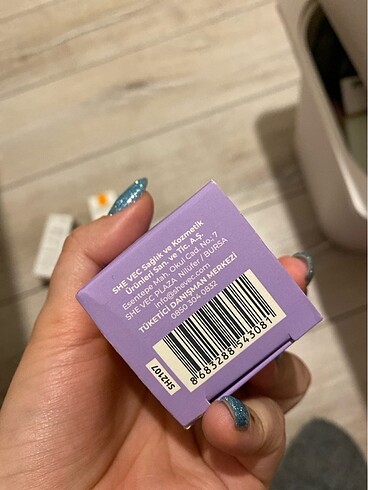 SHE VEC Sağlık ve Kozmetik
Ürünleri San. ve Tic. A.Ş.
Esentepe Mah. Okul Cad. No: 7
SHE VEC PLAZA Nilüfer / BURSA
info@shevec.com
TÜKETİCİ DANIŞMAN MERKEZİ
0850 304 0832
8 683288 543081
SH2107